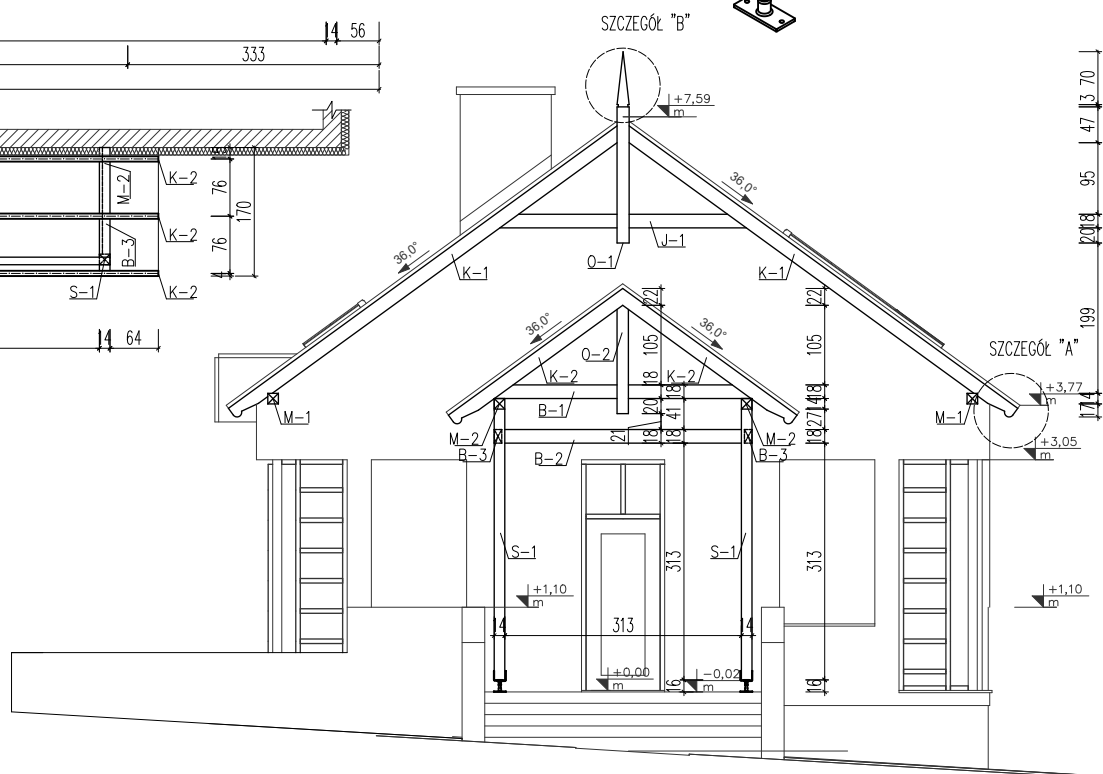 SZCZEGÓŁ "B"
14 56
333
+7,59
m
70
3
47
95
18
20
199
14
17
K-2
M-2
76
170
K-2
B-3
76
4
S-1
K-2
14 64
36,0°
36,0°
J-1
O-1
K-1
K-1
22
22
36,0°
36,0°
105
105
O-2
K-2
K-2
18
18
18
B-1
14
20
41
27
21
18
18
18
M-1
M-1
M-2
M-2
B-3
B-3
B-2
SZCZEGÓŁ "A"
+3,77
m
+3,05
m
S-1
S-1
313
313
+1,10
m
+1,10
m
14 313 14
+0,00
m
-0,02
m
16
16